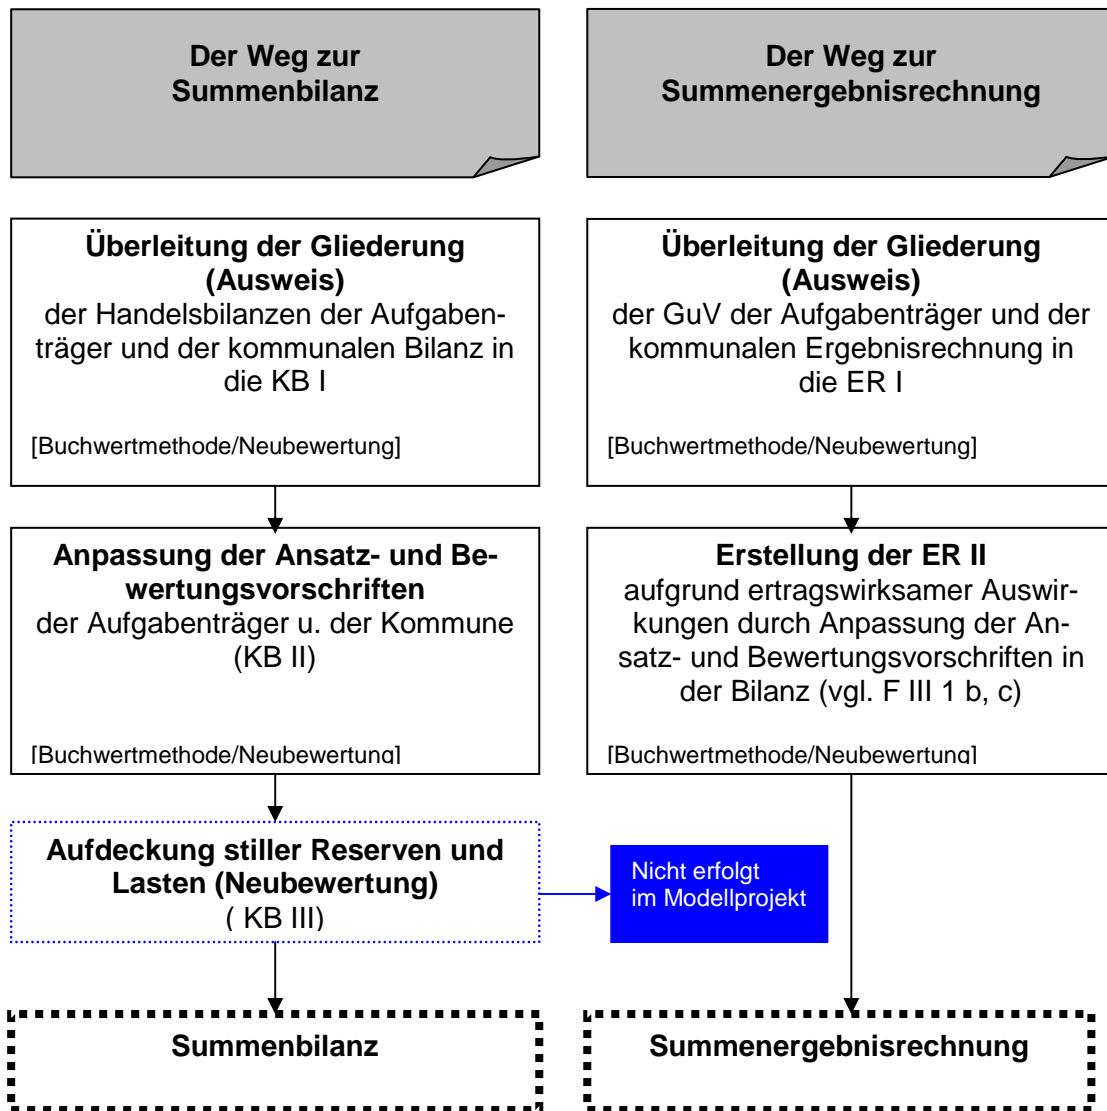 Der Weg zur
Summenbilanz
Der Weg zur
Summenergebnisrechnung
Überleitung der Gliederung
(Ausweis)
der Handelsbilanzen der Aufgaben-
träger und der kommunalen Bilanz in
die KB I
[Buchwertmethode/Neubewertung]
Überleitung der Gliederung
(Ausweis)
der GuV der Aufgabenträger und der
kommunalen Ergebnisrechnung in
die ER I
[Buchwertmethode/Neubewertung]
Anpassung der Ansatz- und Be-
wertungsvorschriften
der Aufgabenträger u. der Kommune
(KB II)
[Buchwertmethode/Neubewertung]
Erstellung der ER II
aufgrund ertragswirksamer Auswir-
kungen durch Anpassung der An-
satz- und Bewertungsvorschriften in
der Bilanz (vgl. F III 1 b, c)
[Buchwertmethode/Neubewertung]
Aufdeckung stiller Reserven und
Lasten (Neubewertung)
( KB III)
Nicht erfolgt
im Modellprojekt
Summenbilanz
Summenergebnisrechnung